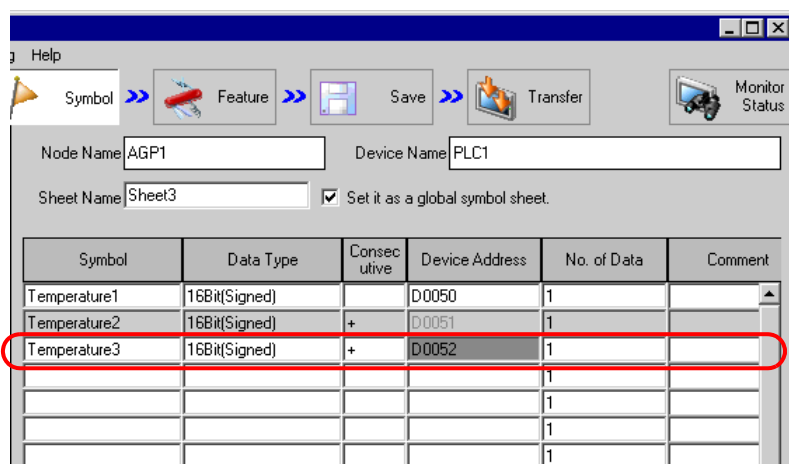 g Help
Symbol Feature Save Transfer Monitor Status
Node Name AGP1 Device Name PLC1
Sheet Name Sheet3 Set it as a global symbol sheet.
Symbol Data Type Consecutive Device Address No. of Data Comment
Temperature1 16Bit(Signed) D0050 1
Temperature2 16Bit(Signed) + D0051 1
Temperature3 16Bit(Signed) + D0052 1
1
1
1
1